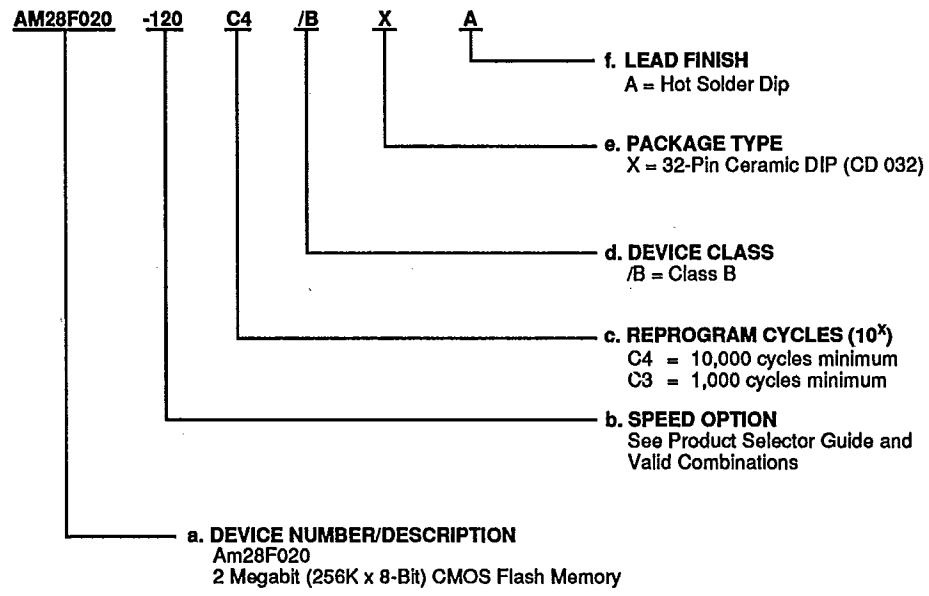 AM28F020 -120 C4 /B X A
f. LEAD FINISH
A = Hot Solder Dip
e. PACKAGE TYPE
X = 32-Pin Ceramic DIP (CD 032)
d. DEVICE CLASS
/B = Class B
c. REPROGRAM CYCLES (10^X)
C4 = 10,000 cycles minimum
C3 = 1,000 cycles minimum
b. SPEED OPTION
See Product Selector Guide and
Valid Combinations
a. DEVICE NUMBER/DESCRIPTION
Am28F020
2 Megabit (256K x 8-Bit) CMOS Flash Memory